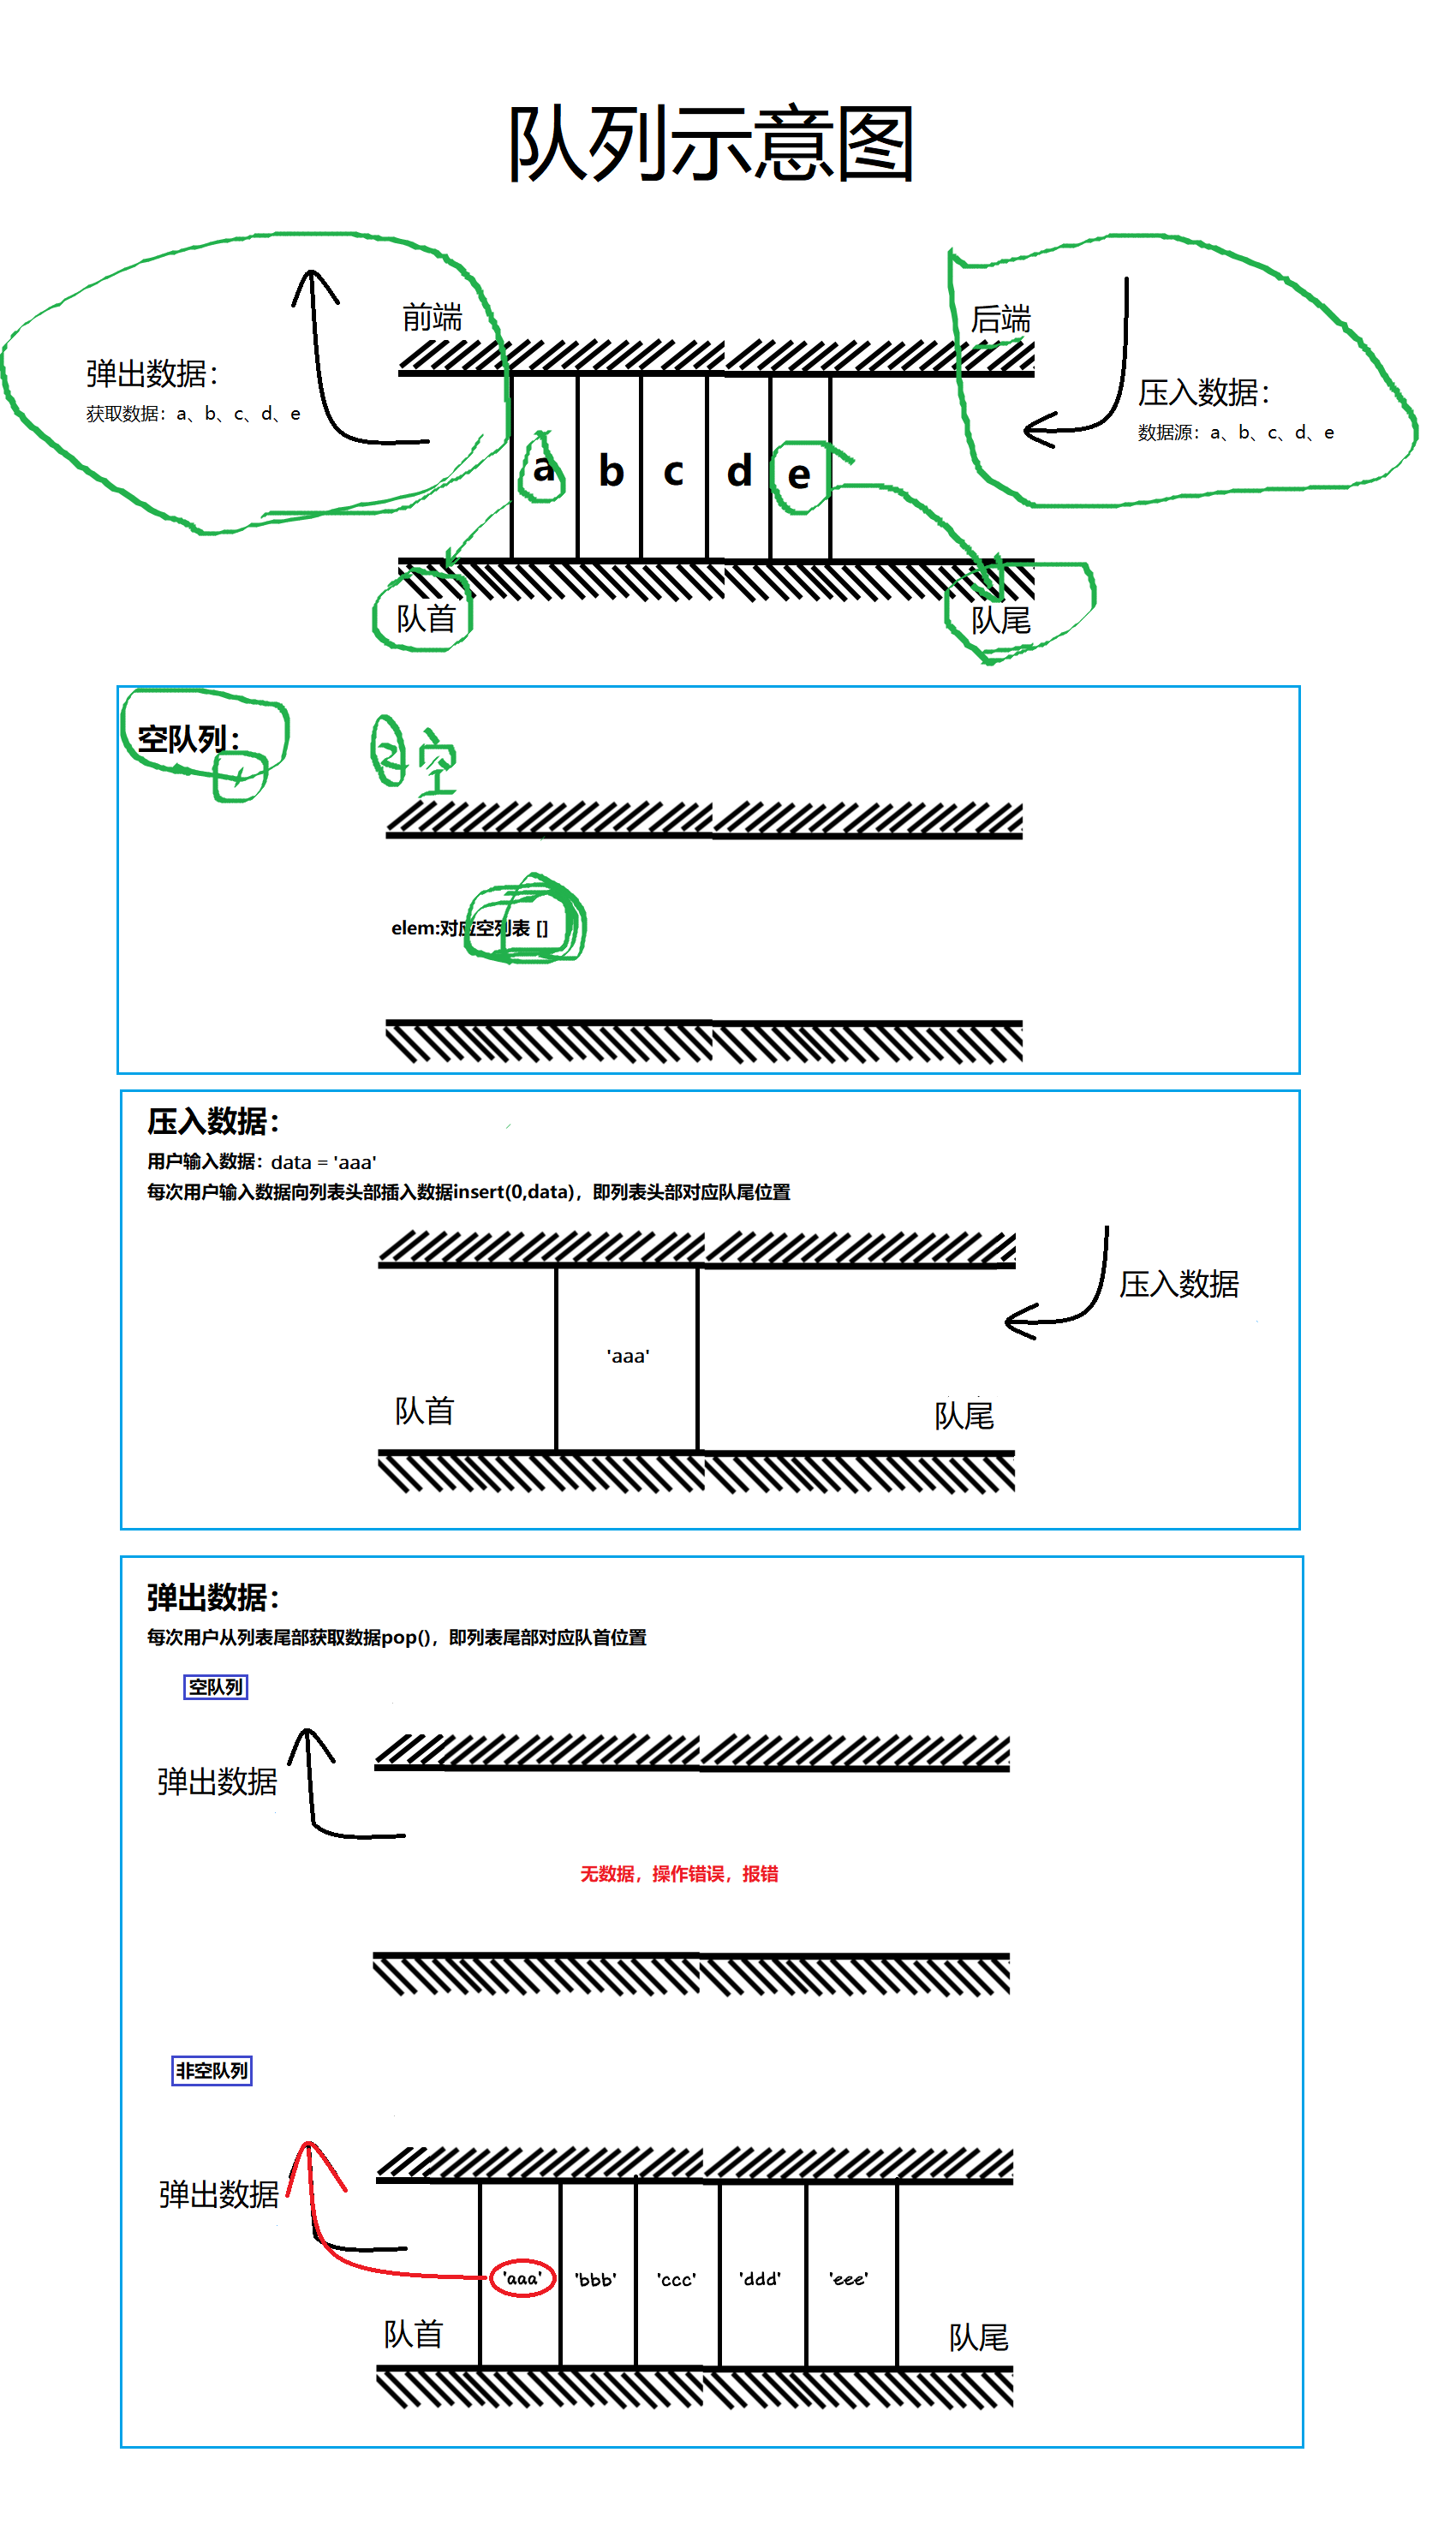 队列示意图
前端
后端
弹出数据：
获取数据：a、b、c、d、e
压入数据：
数据源：a、b、c、d、e
a b c d e
队首
队尾
空队列：
空
elem:对应空列表 []
压入数据：
用户输入数据：data = 'aaa'
每次用户输入数据向列表头部插入数据insert(0,data)，即列表头部对应队尾位置
压入数据
'aaa'
队首
队尾
弹出数据：
每次用户从列表尾部获取数据pop()，即列表尾部对应队首位置
空队列
弹出数据
无数据，操作错误，报错
非空队列
弹出数据
'aaa' 'bbb' 'ccc' 'ddd' 'eee'
队首
队尾